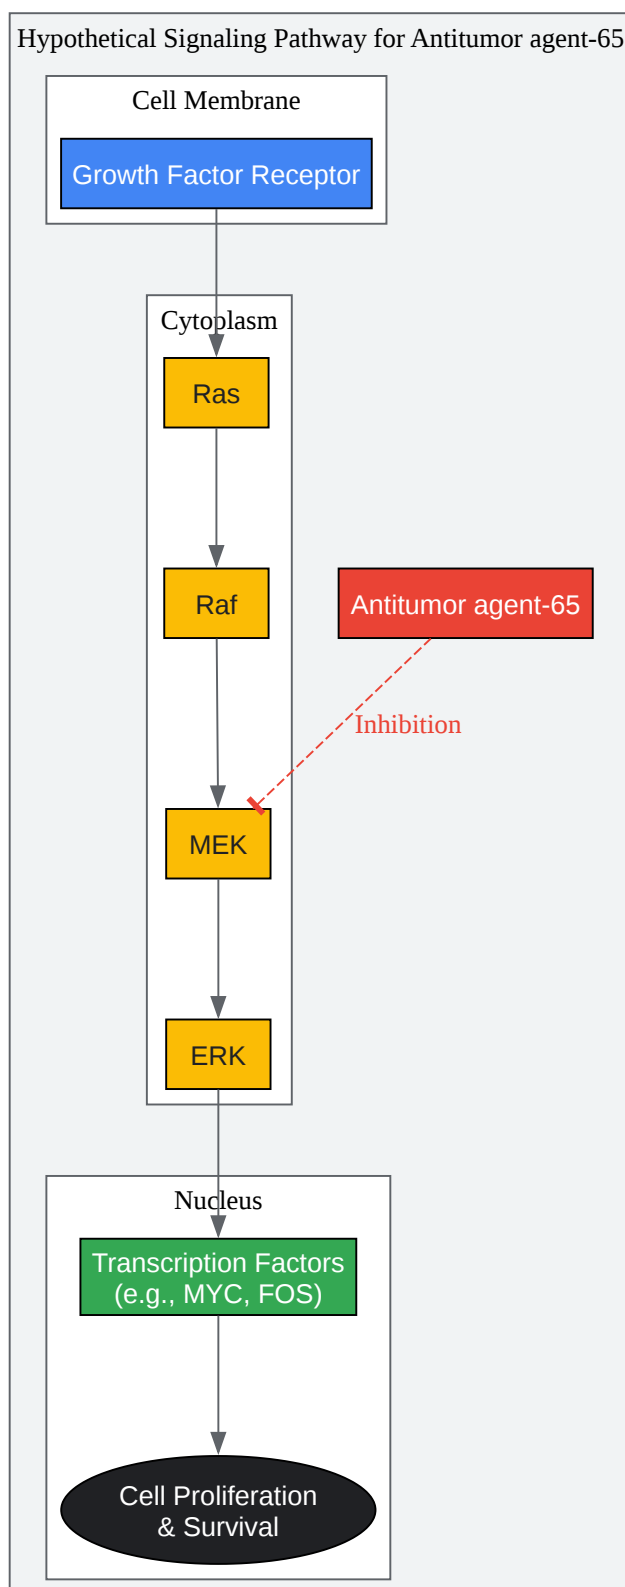 Hypothetical Signaling Pathway for Antitumor agent-65
Cell Membrane
Growth Factor Receptor
Cytoplasm
Ras
Raf
Antitumor agent-65
Inhibition
MEK
ERK
Nucleus
Transcription Factors
(e.g., MYC, FOS)
Cell Proliferation
& Survival